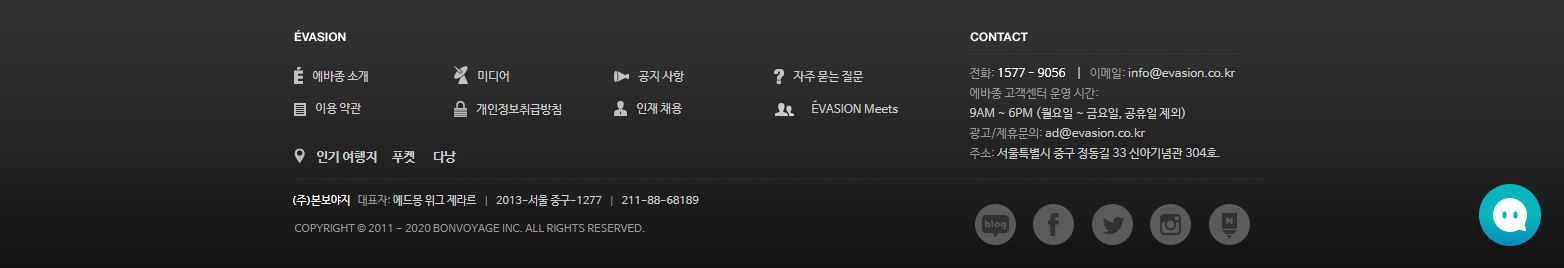 ÉVASION
에바종 소개 미디어 공지 사항 자주 묻는 질문
이용 약관 개인정보취급방침 인재 채용 ÉVASION Meets
인기 여행지 푸켓 다낭
CONTACT
전화: 1577 - 9056 | 이메일: info@evasion.co.kr
에바종 고객센터 운영 시간:
9AM ~ 6PM (월요일 ~ 금요일, 공휴일 제외)
광고/제휴문의: ad@evasion.co.kr
주소: 서울특별시 중구 정동길 33 신아기념관 304호.
(주)본보야지 대표자: 에드몽 위그 제라르 | 2013-서울 중구-1277 | 211-88-68189
COPYRIGHT © 2011 - 2020 BONVOYAGE INC. ALL RIGHTS RESERVED.
blog
N